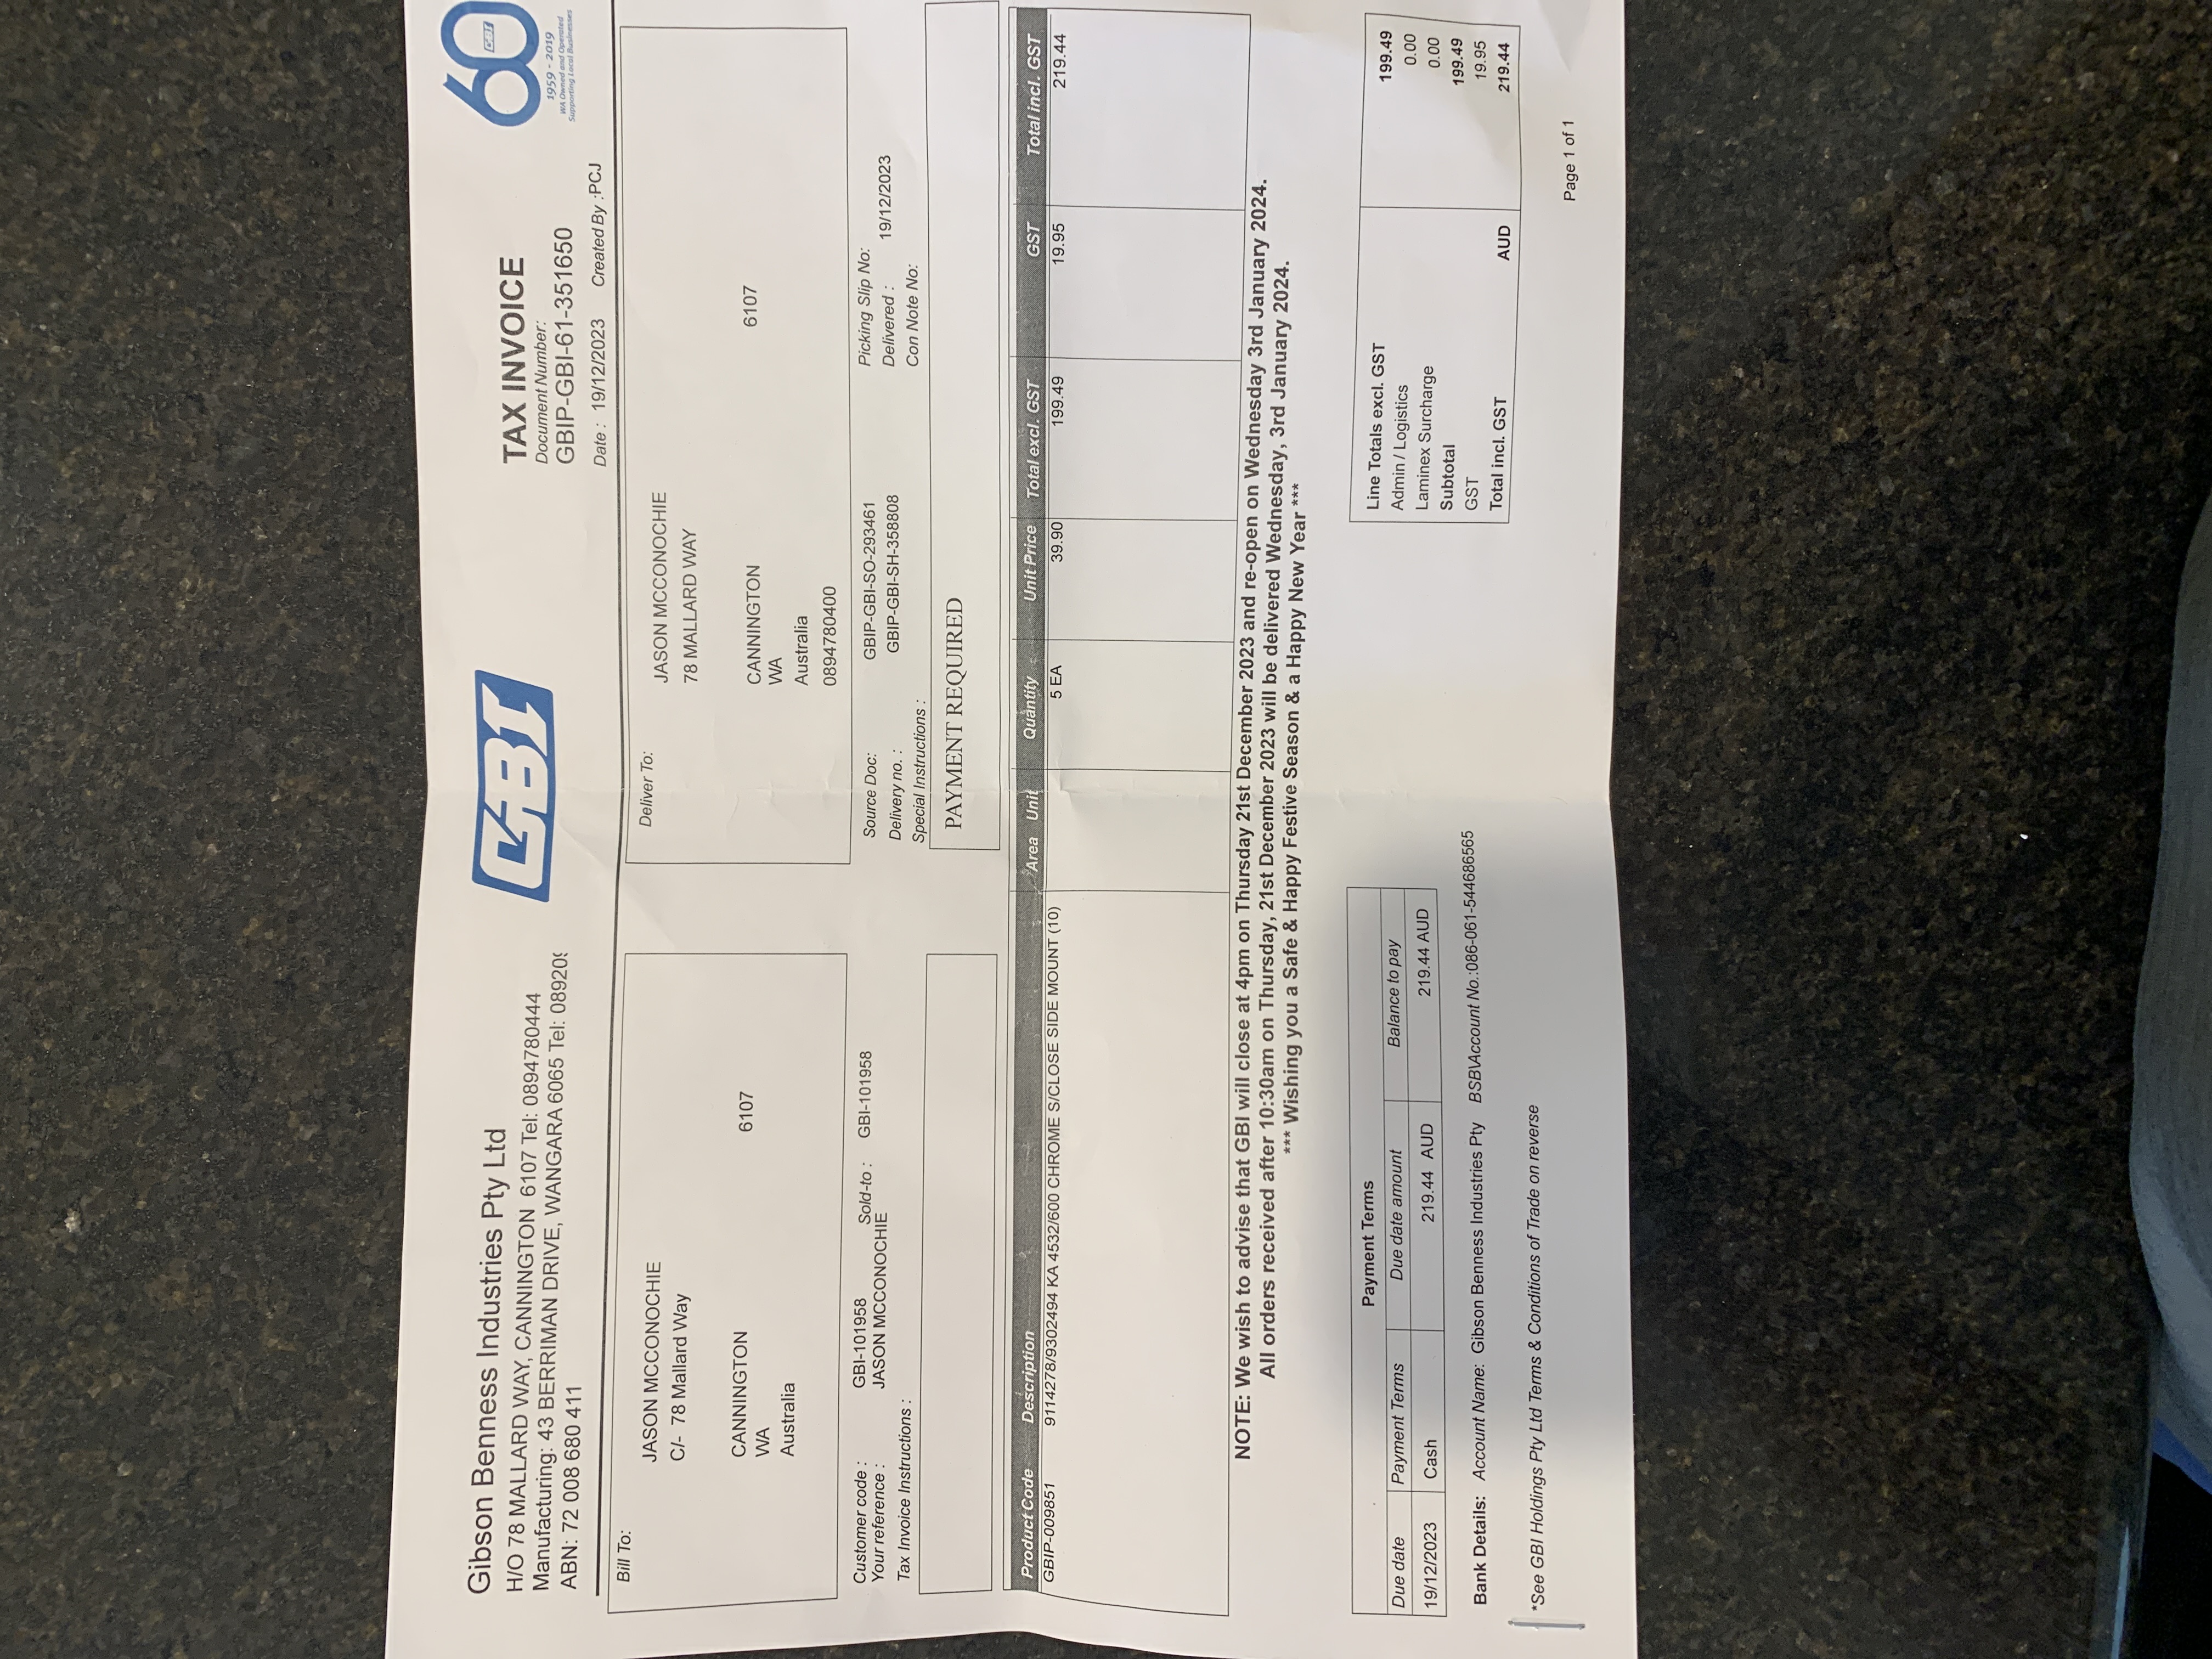 Gibson Benness Industries Pty Ltd
H/O 78 MALLARD WAY, CANNINGTON 6107 Tel: 0894780444
Manufacturing: 43 BERRIMAN DRIVE, WANGARA 6065 Tel: 08920
ABN: 72 008 680 411
GBI
TAX INVOICE
Document Number:
GBIP-GBI-61-351650
Date : 19/12/2023 Created By :PCJ
60
GBI
1959 - 2019
WA Owned and Operated
Supporting Local Businesses
Bill To:
JASON MCCONOCHIE
C/- 78 Mallard Way
CANNINGTON 6107
WA
Australia
Deliver To:
JASON MCCONOCHIE
78 MALLARD WAY
CANNINGTON 6107
WA
Australia
0894780400
Customer code : GBI-101958 Sold-to : GBI-101958
Your reference : JASON MCCONOCHIE
Tax Invoice Instructions :
Source Doc: GBIP-GBI-SO-293461 Picking Slip No:
Delivery no. : GBIP-GBI-SH-358808 Delivered : 19/12/2023
Special Instructions : Con Note No:
PAYMENT REQUIRED
Product Code Description Area Unit Quantity Unit Price Total excl. GST GST Total incl. GST
GBIP-009851 9114278/9302494 KA 4532/600 CHROME S/CLOSE SIDE MOUNT (10) 5 EA 39.90 199.49 19.95 219.44
NOTE: We wish to advise that GBI will close at 4pm on Thursday 21st December 2023 and re-open on Wednesday 3rd January 2024.
All orders received after 10:30am on Thursday, 21st December 2023 will be delivered Wednesday, 3rd January 2024.
*** Wishing you a Safe & Happy Festive Season & a Happy New Year ***
Payment Terms
Due date Payment Terms Due date amount Balance to pay
19/12/2023 Cash 219.44 AUD 219.44 AUD
Bank Details: Account Name: Gibson Benness Industries Pty BSB\Account No.:086-061-544686565
*See GBI Holdings Pty Ltd Terms & Conditions of Trade on reverse
Line Totals excl. GST 199.49
Admin / Logistics 0.00
Laminex Surcharge 0.00
Subtotal 199.49
GST 19.95
Total incl. GST AUD 219.44
Page 1 of 1